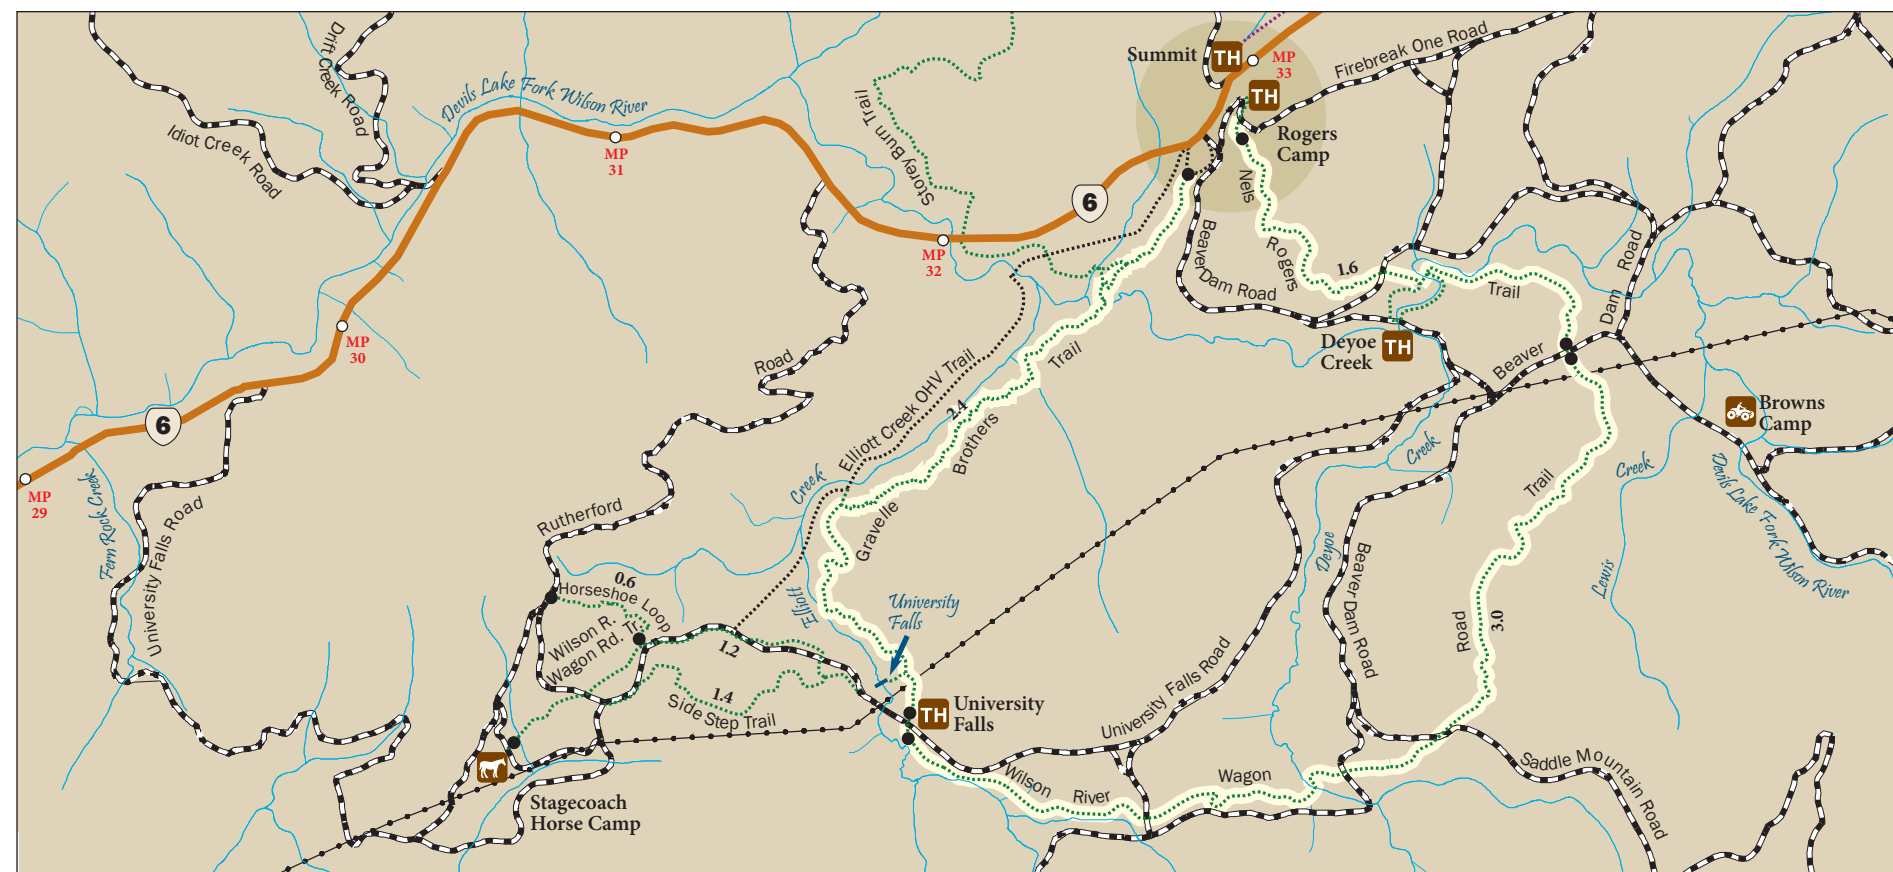 Summit
TH
MP
33
TH
Rogers
Camp
Firebreak One Road
Drift Creek Road
Devils Lake Fork Wilson River
Idiot Creek Road
MP
31
Storey Burn Trail
6
MP
32
Nels
Rogers
1.6
Trail
Beaver
Dam Road
Dam
Road
Beaver
Deyoe
Creek
TH
MP
30
6
MP
29
Road
Rutherford
Elliott Creek OHV Trail
2.4
Trail
Brothers
Gravelle
Creek
Elliott
Browns
Camp
Creek
Deyoe
Creek
Lewis
Devils Lake Fork Wilson River
Trail
Road
3.0
Fern Rock Creek
University Falls Road
0.6
Horseshoe Loop
Wilson R.
Wagon Rd. Tr.
1.2
1.4
Side Step Trail
University
Falls
TH
University
Falls
University Falls Road
Beaver Dam Road
Wilson
River
Wagon
Saddle Mountain Road
Stagecoach
Horse Camp